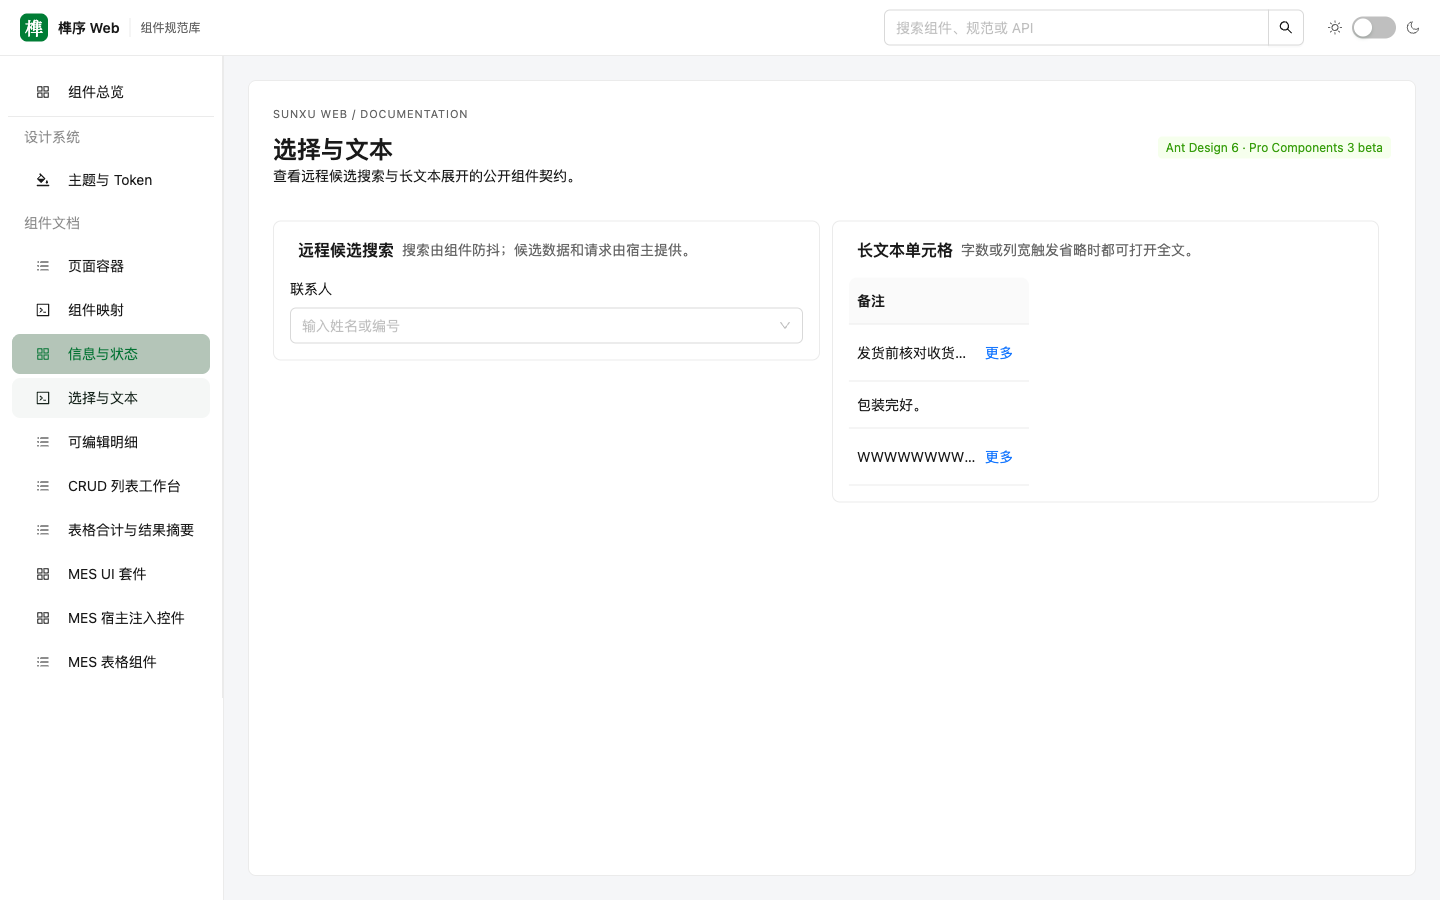 榫 榫序 Web 组件规范库
搜索组件、规范或 API
组件总览
设计系统
主题与 Token
组件文档
页面容器
组件映射
信息与状态
选择与文本
可编辑明细
CRUD 列表工作台
表格合计与结果摘要
MES UI 套件
MES 宿主注入控件
MES 表格组件
SUNXU WEB / DOCUMENTATION
选择与文本
Ant Design 6 · Pro Components 3 beta
查看远程候选搜索与长文本展开的公开组件契约。
远程候选搜索 搜索由组件防抖；候选数据和请求由宿主提供。
联系人
输入姓名或编号
长文本单元格 字数或列宽触发省略时都可打开全文。
备注
发货前核对收货... 更多
包装完好。
WWWWWWWW... 更多